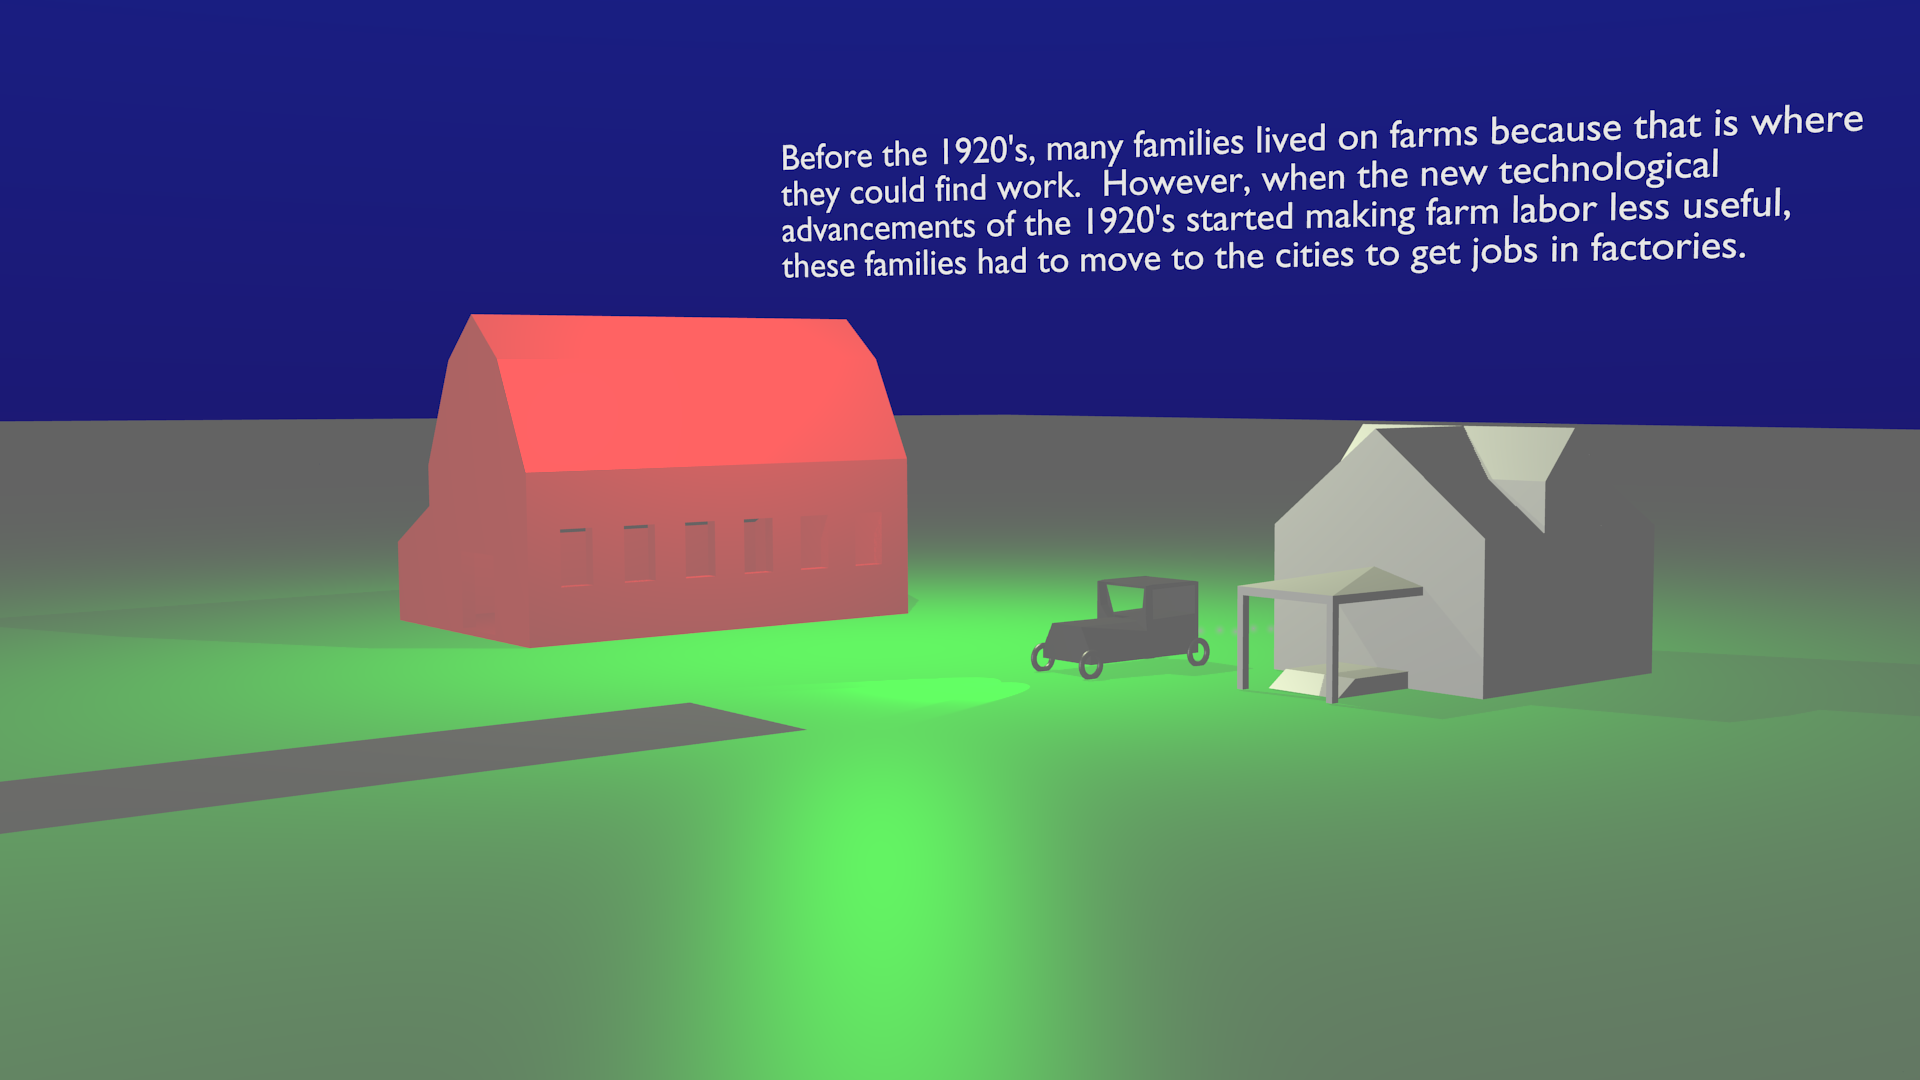 Before the 1920's, many families lived on farms because that is where
they could find work.  However, when the new technological
advancements of the 1920's started making farm labor less useful,
these families had to move to the cities to get jobs in factories.